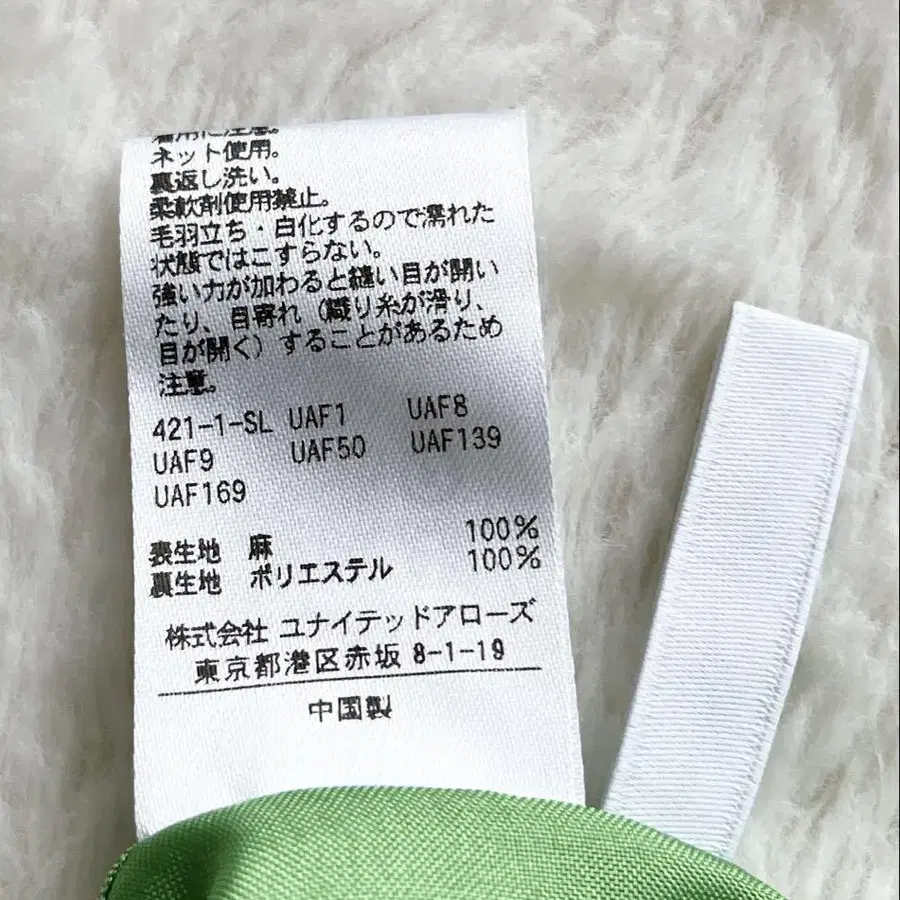 着用に注意。
ネット使用。
裏返し洗い。
柔軟剤使用禁止。
毛羽立ち・白化するので濡れた
状態ではこすらない。
強い力が加わると縫い目が開い
たり、目寄れ（織り糸が滑り、
目が開く）することがあるため
注意。
421-1-SL UAF1 UAF8
UAF9 UAF50 UAF139
UAF169
表生地 麻 100%
裏生地 ポリエステル 100%
株式会社 ユナイテッドアローズ
東京都港区赤坂 8-1-19
中国製